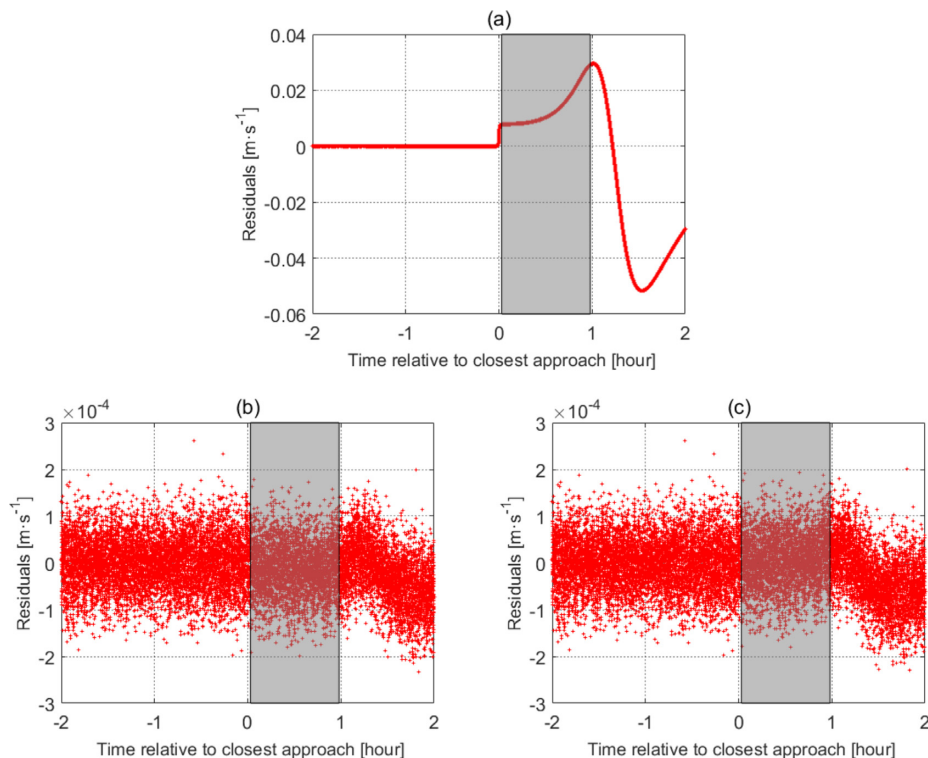 (a)
0.04
0.02
0
-0.02
-0.04
-0.06
Residuals [m·s⁻¹]
-2 -1 0 1 2
Time relative to closest approach [hour]
×10⁻⁴ (b)
3
2
1
0
-1
-2
-3
Residuals [m·s⁻¹]
-2 -1 0 1 2
Time relative to closest approach [hour]
×10⁻⁴ (c)
3
2
1
0
-1
-2
-3
Residuals [m·s⁻¹]
-2 -1 0 1 2
Time relative to closest approach [hour]